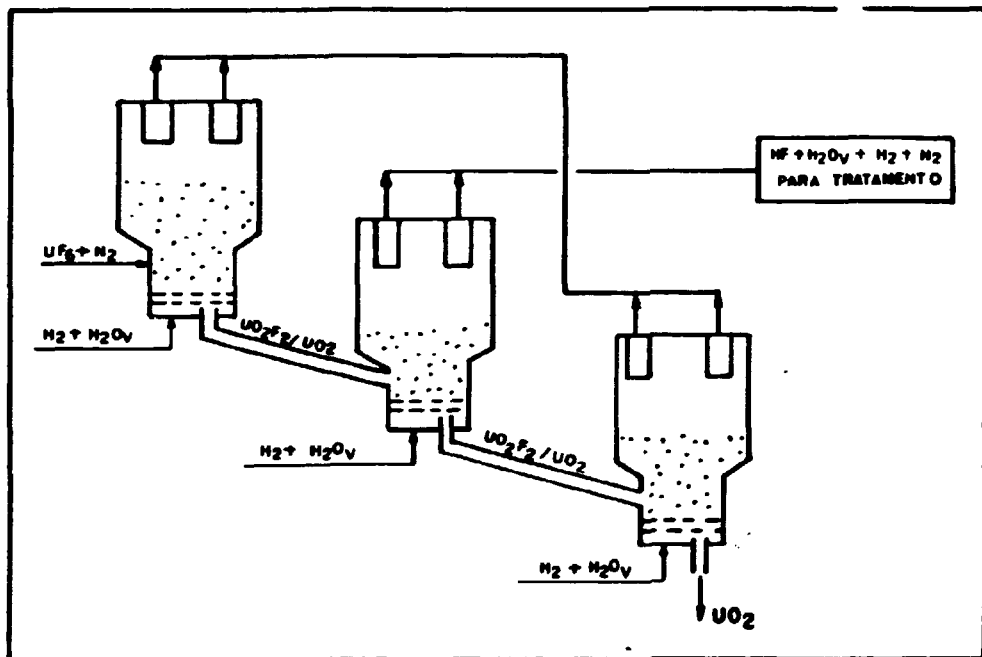 HF + H2OV + H2 + N2
PARA TRATAMENTO
UF6 + N2
H2 + H2OV
UO2F2/UO2
H2 + H2OV
UO2F2/UO2
H2 + H2OV
UO2